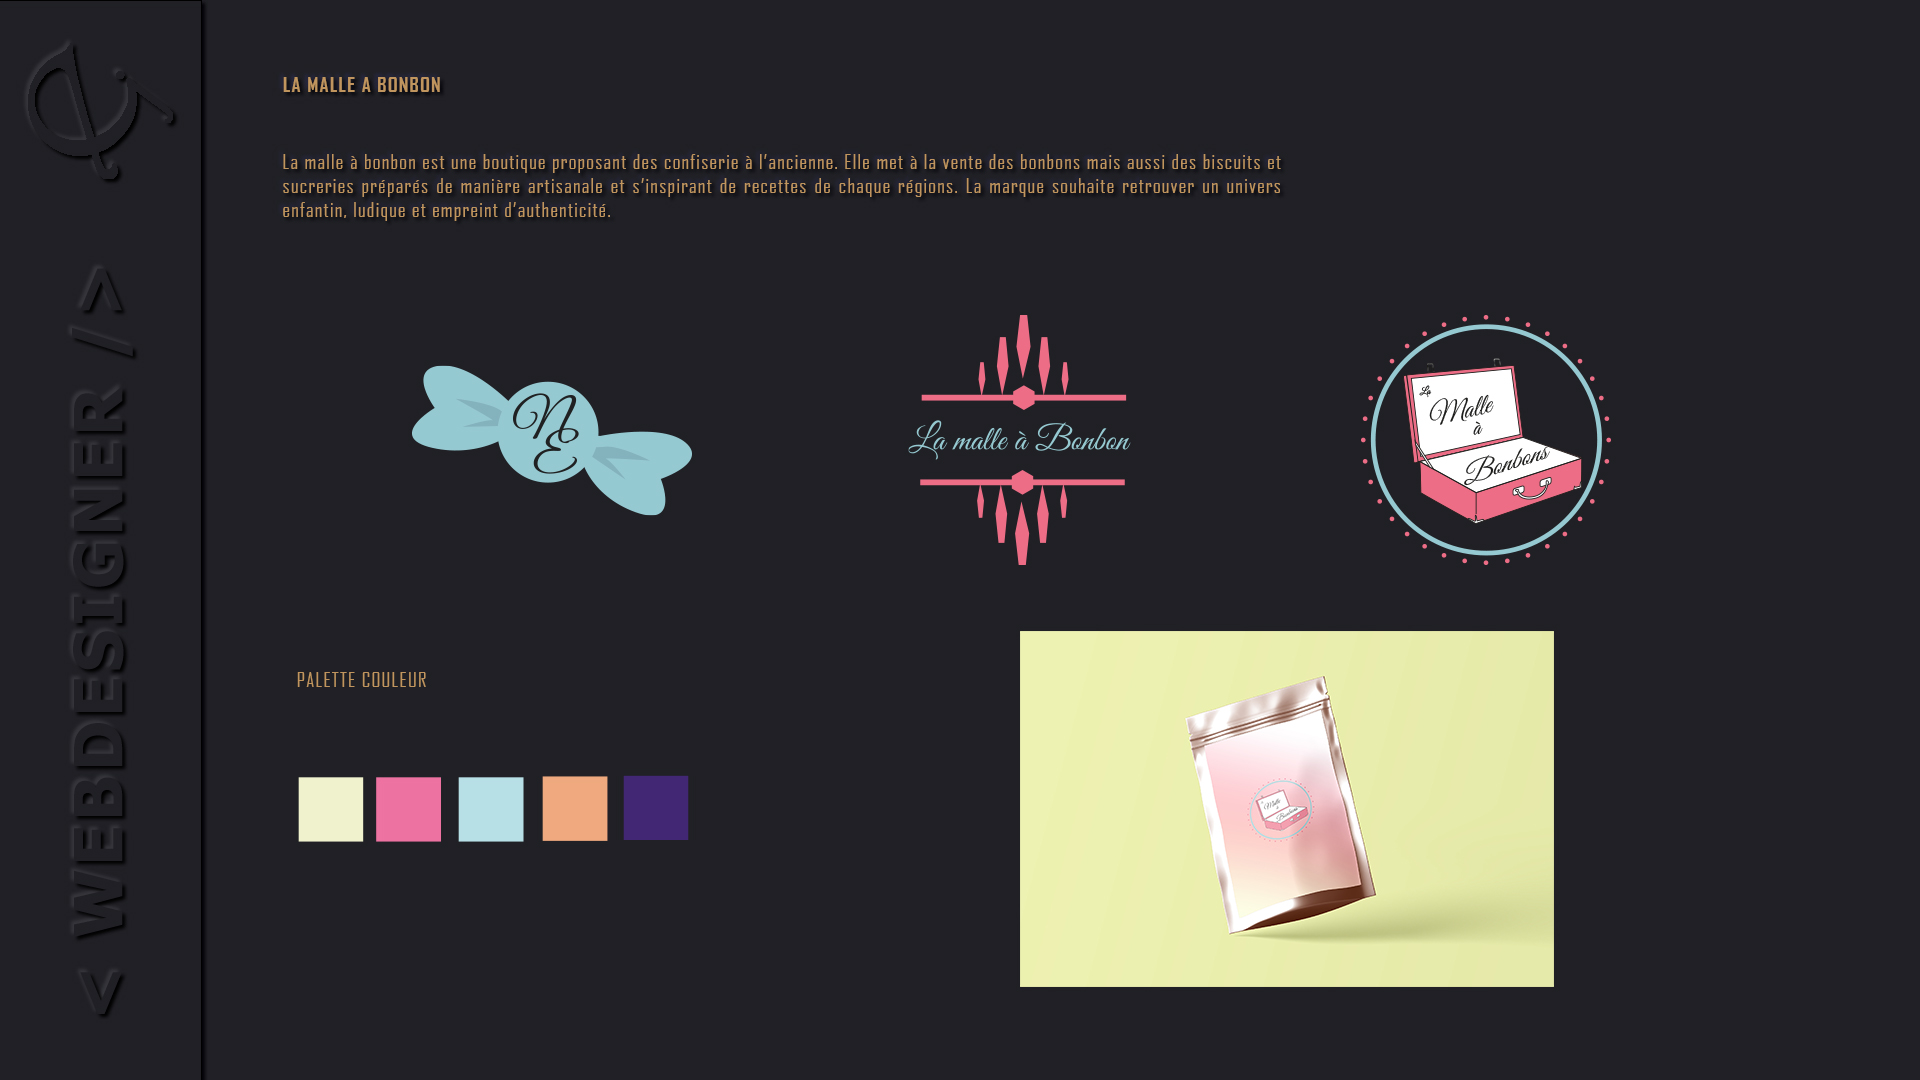 < WEBDESIGNER />
LA MALLE A BONBON
La malle à bonbon est une boutique proposant des confiserie à l’ancienne. Elle met à la vente des bonbons mais aussi des biscuits et
sucreries préparés de manière artisanale et s’inspirant de recettes de chaque régions. La marque souhaite retrouver un univers
enfantin, ludique et empreint d’authenticité.
N
E
La malle à Bonbon
La
Malle
à
Bonbons
PALETTE COULEUR
Malle
à
Bonbons